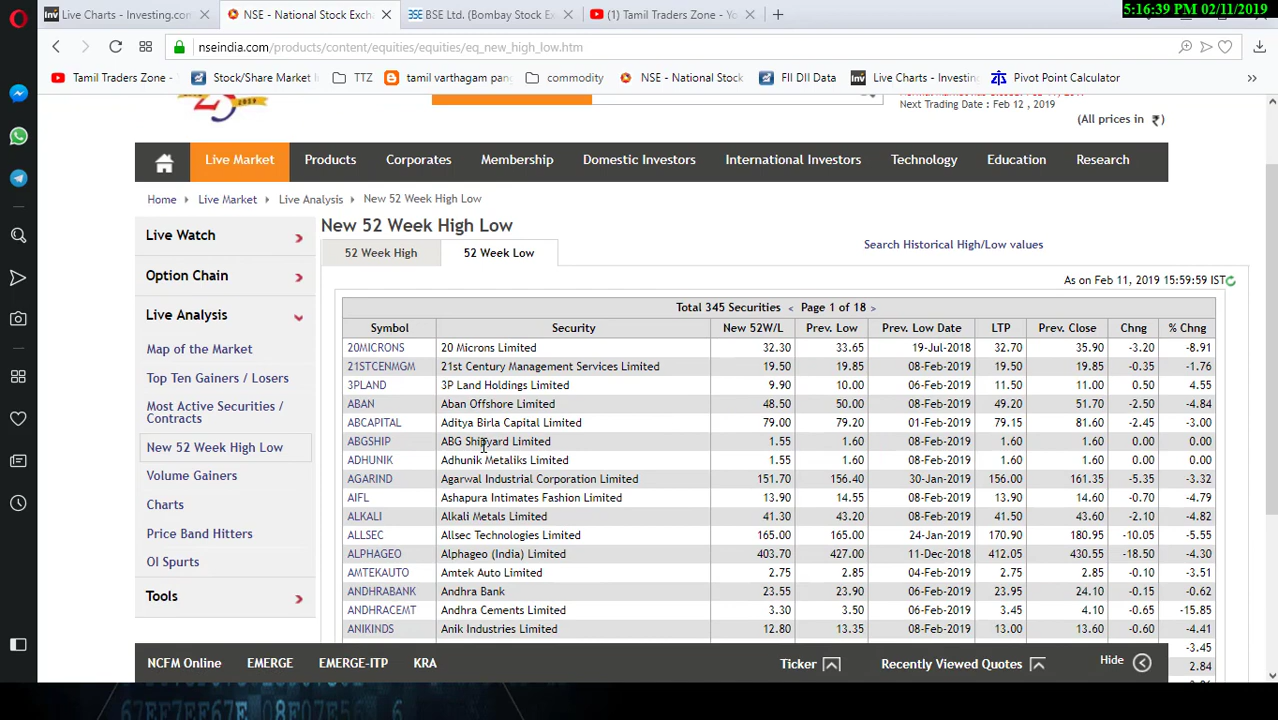 5:16:39 PM 02/11/2019
Live Charts - Investing.com
NSE - National Stock Excha
BSE Ltd. (Bombay Stock Ex
(1) Tamil Traders Zone - Yo
nseindia.com/products/content/equities/equities/eq_new_high_low.htm
Tamil Traders Zone -
Stock/Share Market
TTZ
tamil varthagam pan
commodity
NSE - National Stock
FII DII Data
Live Charts - Investin
Pivot Point Calculator
Next Trading Date : Feb 12 , 2019
(All prices in ₹)
Live Market Products Corporates Membership Domestic Investors International Investors Technology Education Research
Home Live Market Live Analysis New 52 Week High Low
Live Watch
Option Chain
Live Analysis
Map of the Market
Top Ten Gainers / Losers
Most Active Securities /
Contracts
New 52 Week High Low
Volume Gainers
Charts
Price Band Hitters
OI Spurts
Tools
New 52 Week High Low
52 Week High 52 Week Low
Search Historical High/Low values
As on Feb 11, 2019 15:59:59 IST
Total 345 Securities < Page 1 of 18 >
Symbol Security New 52W/L Prev. Low Prev. Low Date LTP Prev. Close Chng % Chng
20MICRONS 20 Microns Limited 32.30 33.65 19-Jul-2018 32.70 35.90 -3.20 -8.91
21STCENMGM 21st Century Management Services Limited 19.50 19.85 08-Feb-2019 19.50 19.85 -0.35 -1.76
3PLAND 3P Land Holdings Limited 9.90 10.00 06-Feb-2019 11.50 11.00 0.50 4.55
ABAN Aban Offshore Limited 48.50 50.00 08-Feb-2019 49.20 51.70 -2.50 -4.84
ABCAPITAL Aditya Birla Capital Limited 79.00 79.20 01-Feb-2019 79.15 81.60 -2.45 -3.00
ABGSHIP ABG Shipyard Limited 1.55 1.60 08-Feb-2019 1.60 1.60 0.00 0.00
ADHUNIK Adhunik Metaliks Limited 1.55 1.60 08-Feb-2019 1.60 1.60 0.00 0.00
AGARIND Agarwal Industrial Corporation Limited 151.70 156.40 30-Jan-2019 156.00 161.35 -5.35 -3.32
AIFL Ashapura Intimates Fashion Limited 13.90 14.55 08-Feb-2019 13.90 14.60 -0.70 -4.79
ALKALI Alkali Metals Limited 41.30 43.20 08-Feb-2019 41.50 43.60 -2.10 -4.82
ALLSEC Allsec Technologies Limited 165.00 165.00 24-Jan-2019 170.90 180.95 -10.05 -5.55
ALPHAGEO Alphageo (India) Limited 403.70 427.00 11-Dec-2018 412.05 430.55 -18.50 -4.30
AMTEKAUTO Amtek Auto Limited 2.75 2.85 04-Feb-2019 2.75 2.85 -0.10 -3.51
ANDHRABANK Andhra Bank 23.55 23.90 06-Feb-2019 23.95 24.10 -0.15 -0.62
ANDHRACEMT Andhra Cements Limited 3.30 3.50 08-Feb-2019 3.45 4.10 -0.65 -15.85
ANIKINDS Anik Industries Limited 12.80 13.35 08-Feb-2019 13.00 13.60 -0.60 -4.41
-3.45
2.84
NCFM Online EMERGE EMERGE-ITP KRA Ticker Recently Viewed Quotes Hide